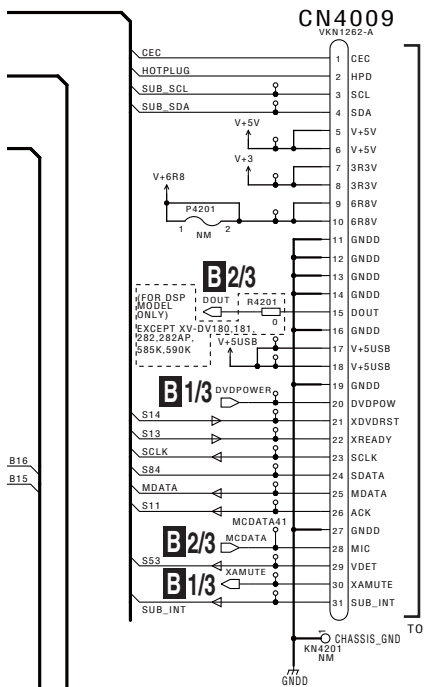 CN4009
VKN1262-A
CEC 1 CEC
HOTPLUG 2 HPD
SUB_SCL 3 SCL
SUB_SDA 4 SDA
V+5V 5 V+5V
6 V+5V
V+3 7 3R3V
8 3R3V
V+6R8 9 6R8V
P4201
1 NM 2
10 6R8V
11 GNDD
12 GNDD
13 GNDD
14 GNDD
B 2/3
(FOR DSP
MODEL
ONLY)
DOUT R4201
0
15 DOUT
EXCEPT XV-DV180,181,
282,282AP,
585K,590K
16 GNDD
V+5USB 17 V+5USB
18 V+5USB
19 GNDD
B 1/3 DVDPOWER 20 DVDPOW
S14 21 XDVDRST
S13 22 XREADY
SCLK 23 SCLK
S84 24 SDATA
MDATA 25 MDATA
S11 26 ACK
B16
B15
MCDATA41 27 GNDD
B 2/3 MCDATA 28 MIC
S53 29 VDET
B 1/3 XAMUTE 30 XAMUTE
SUB_INT 31 SUB_INT
TO
1
CHASSIS_GND
KN4201
NM
GNDD